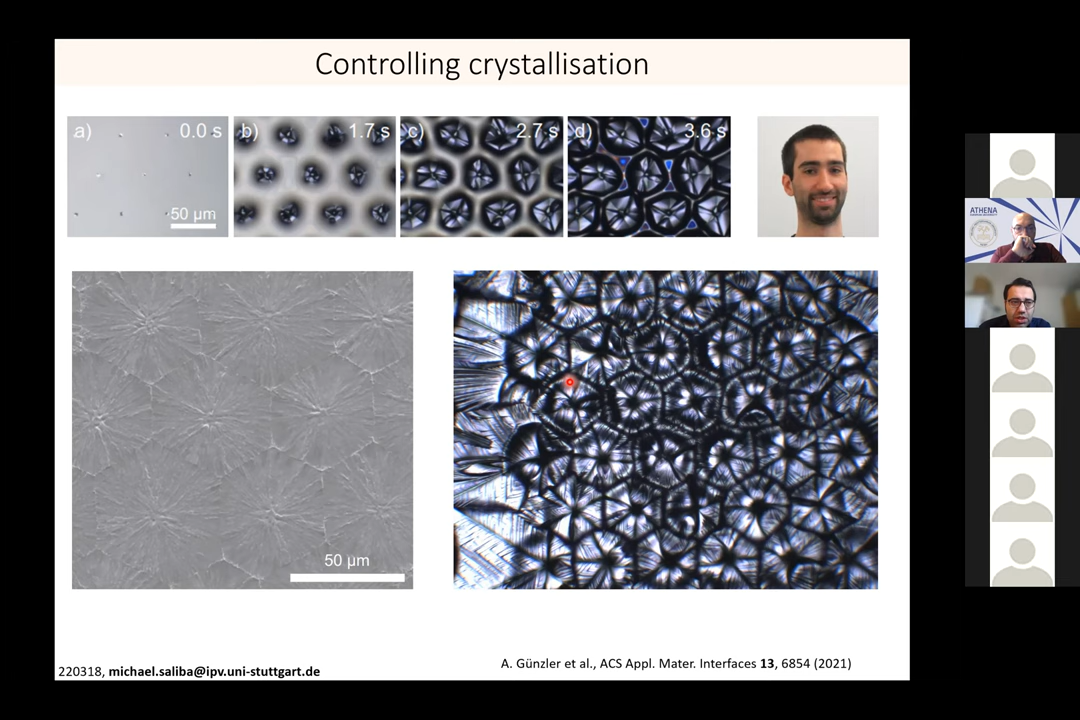 Controlling crystallisation
a) 0.0 s
b) 1.7 s
c) 2.7 s
d) 3.6 s
50 µm
50 µm
220318, michael.saliba@ipv.uni-stuttgart.de
A. Günzler et al., ACS Appl. Mater. Interfaces 13, 6854 (2021)
ATHENA